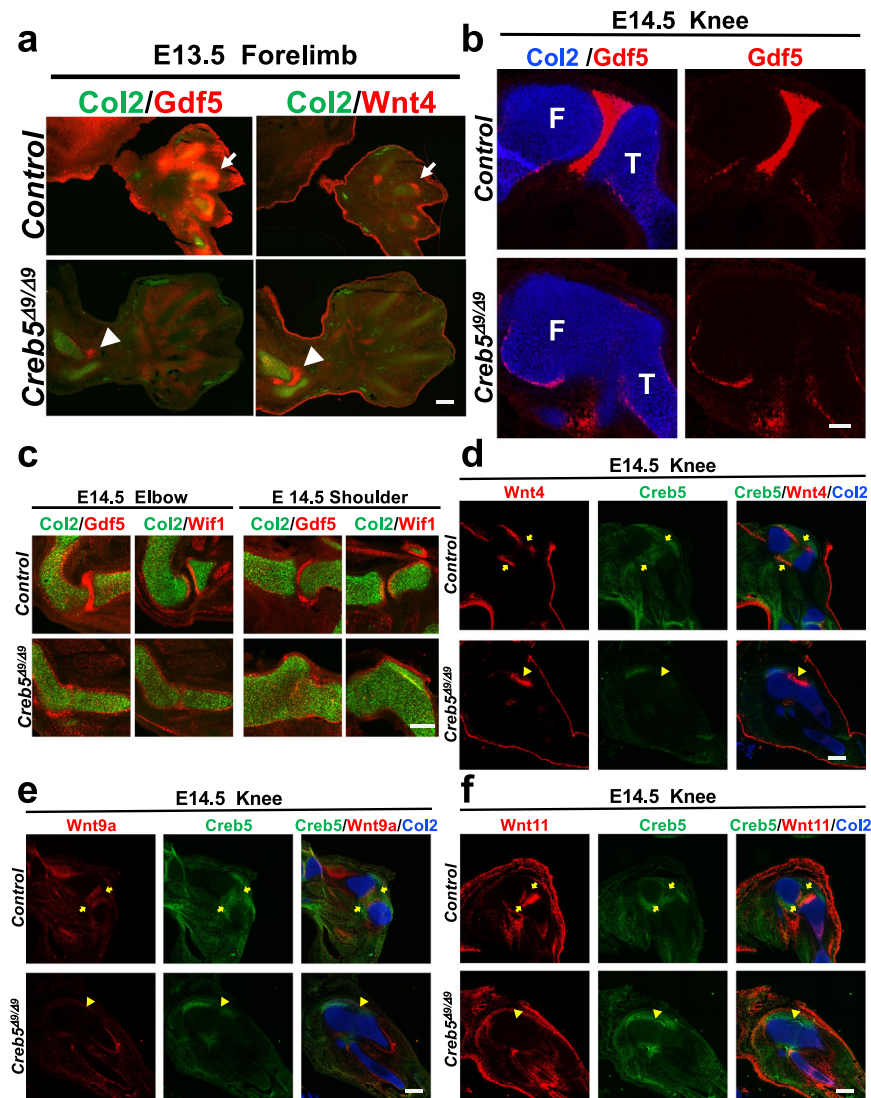 a
E13.5 Forelimb
Col2/Gdf5
Col2/Wnt4
Control
Creb5Δ9/Δ9
b
E14.5 Knee
Col2 /Gdf5
Gdf5
Control
F
T
Creb5Δ9/Δ9
F
T
c
E14.5 Elbow
E 14.5 Shoulder
Col2/Gdf5
Col2/Wif1
Col2/Gdf5
Col2/Wif1
Control
Creb5Δ9/Δ9
d
E14.5 Knee
Wnt4
Creb5
Creb5/Wnt4/Col2
Control
Creb5Δ9/Δ9
e
E14.5 Knee
Wnt9a
Creb5
Creb5/Wnt9a/Col2
Control
Creb5Δ9/Δ9
f
E14.5 Knee
Wnt11
Creb5
Creb5/Wnt11/Col2
Control
Creb5Δ9/Δ9